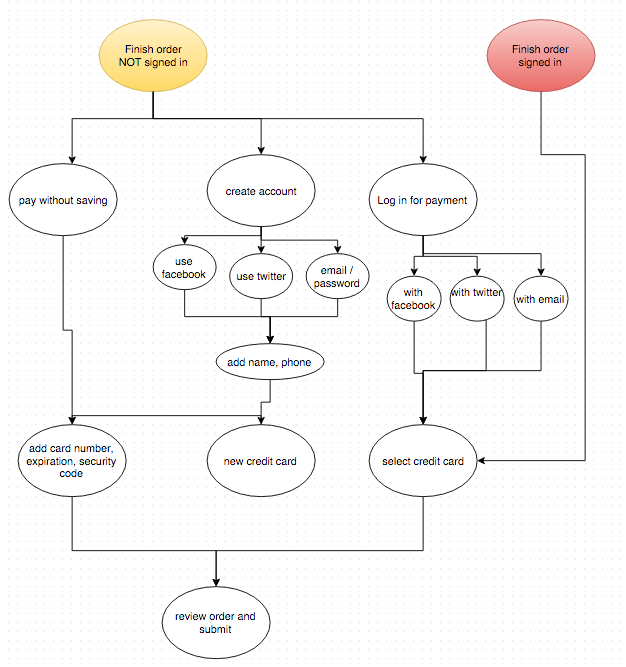 Finish order
NOT signed in
Finish order
signed in
pay without saving
create account
Log in for payment
use
facebook
use twitter
email /
password
with
facebook
with twitter
with email
add name, phone
add card number,
expiration, security
code
new credit card
select credit card
review order and
submit